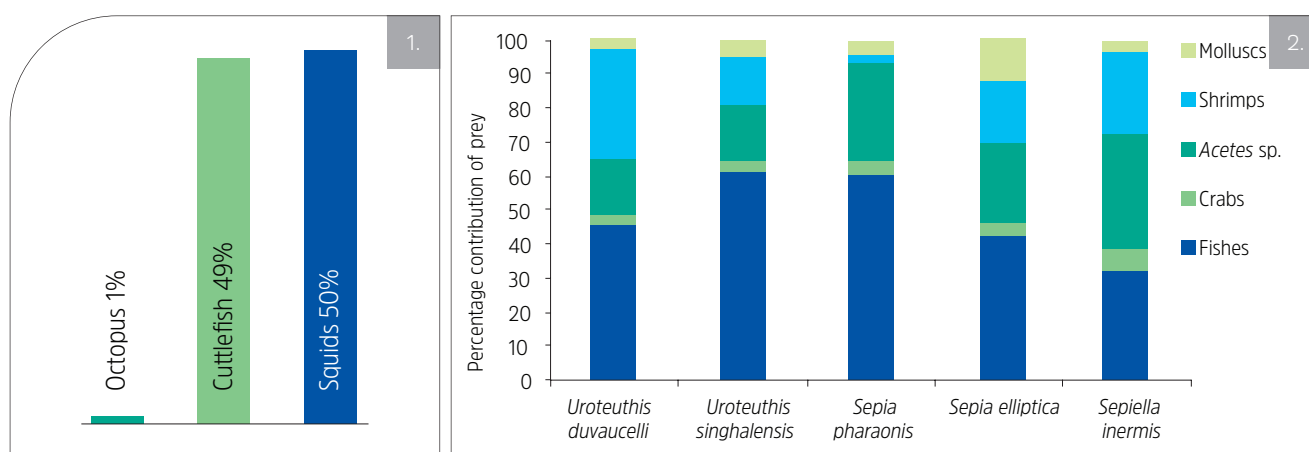 1.
Octopus 1%
Cuttlefish 49%
Squids 50%
2.
Percentage contribution of prey
100
90
80
70
60
50
40
30
20
10
0
Uroteuthis
duvaucelli
Uroteuthis
singhalensis
Sepia
pharaonis
Sepia elliptica
Sepiella
inermis
Molluscs
Shrimps
Acetes sp.
Crabs
Fishes